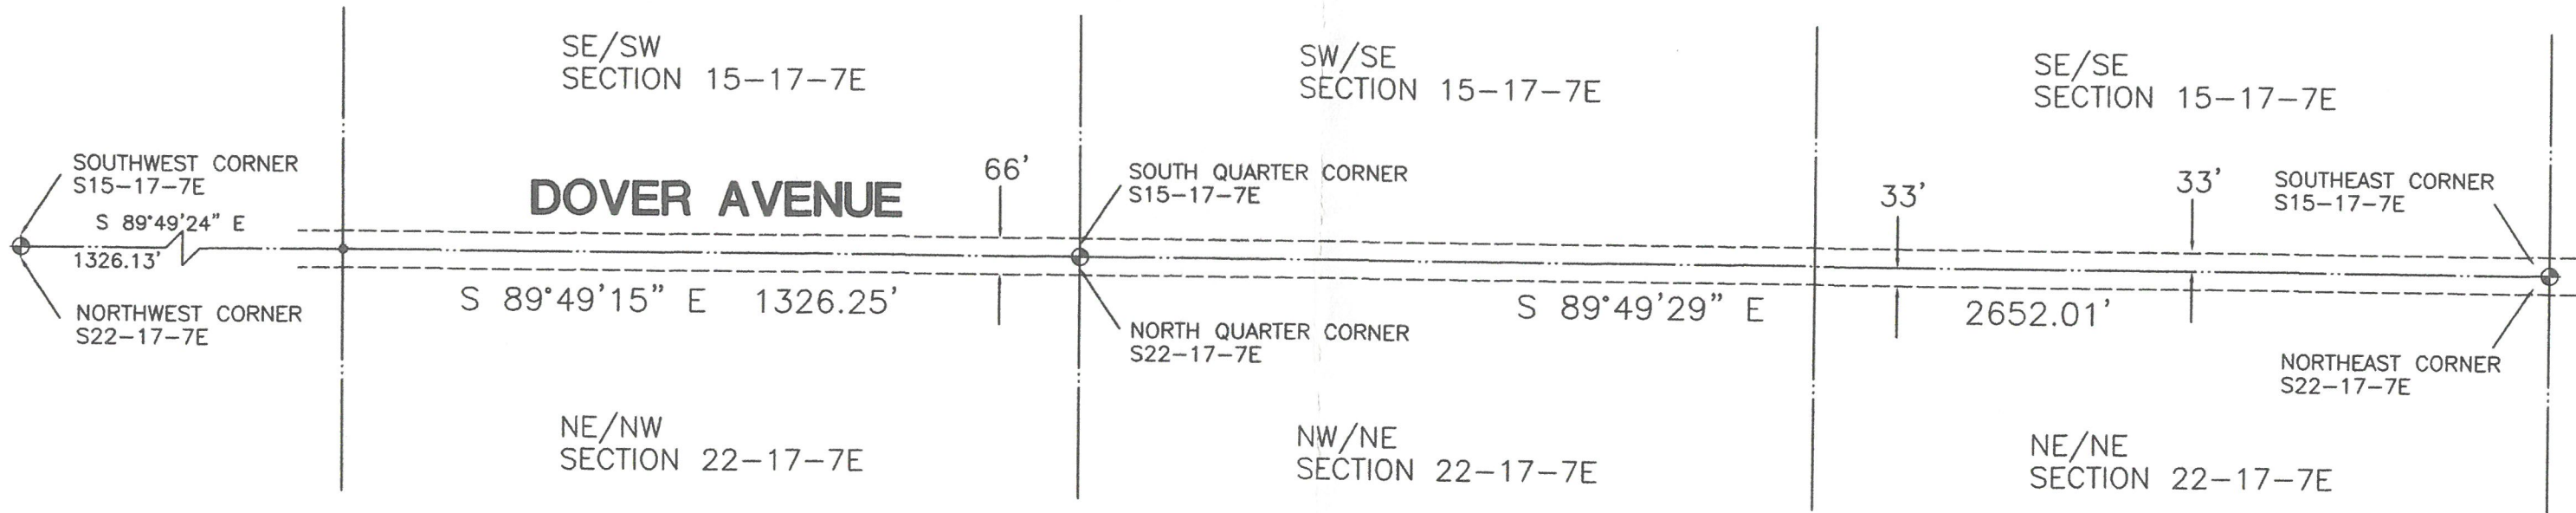 SE/SW
SECTION 15-17-7E
SW/SE
SECTION 15-17-7E
SE/SE
SECTION 15-17-7E
SOUTHWEST CORNER
S15-17-7E
S 89°49'24" E
1326.13'
NORTHWEST CORNER
S22-17-7E
DOVER AVENUE
66'
S 89°49'15" E 1326.25'
SOUTH QUARTER CORNER
S15-17-7E
NORTH QUARTER CORNER
S22-17-7E
33'
33'
S 89°49'29" E 2652.01'
SOUTHEAST CORNER
S15-17-7E
NORTHEAST CORNER
S22-17-7E
NE/NW
SECTION 22-17-7E
NW/NE
SECTION 22-17-7E
NE/NE
SECTION 22-17-7E